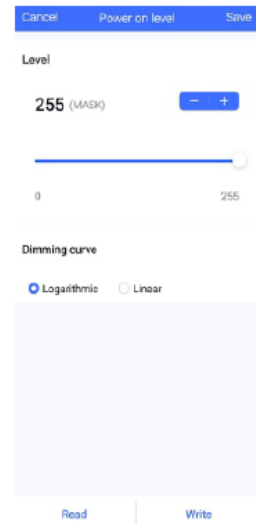 Cancel Power on level Save
Level
255 (MASK) − +
0 255
Dimming curve
Logarithmic Linear
Read Write